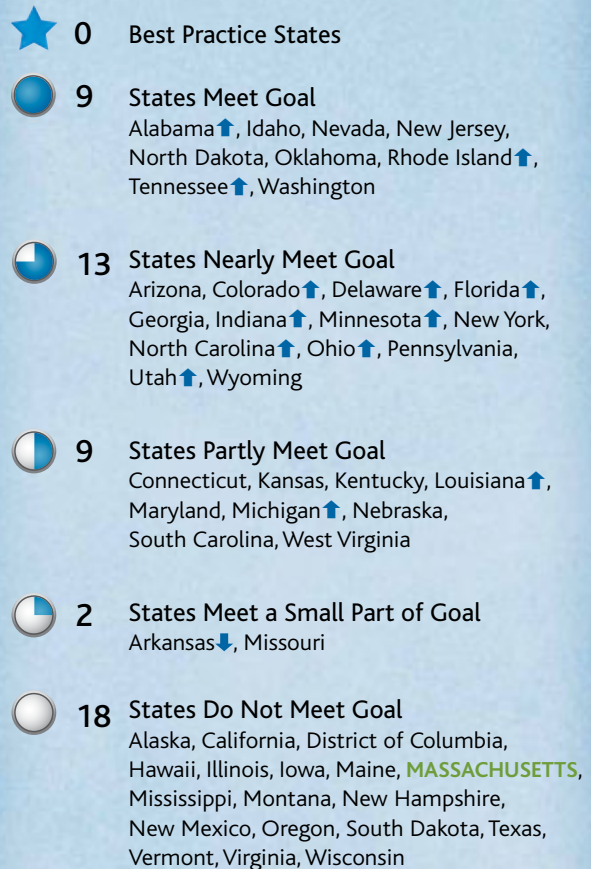 0 Best Practice States
9 States Meet Goal
Alabama⬆, Idaho, Nevada, New Jersey,
North Dakota, Oklahoma, Rhode Island⬆,
Tennessee⬆, Washington
13 States Nearly Meet Goal
Arizona, Colorado⬆, Delaware⬆, Florida⬆,
Georgia, Indiana⬆, Minnesota⬆, New York,
North Carolina⬆, Ohio⬆, Pennsylvania,
Utah⬆, Wyoming
9 States Partly Meet Goal
Connecticut, Kansas, Kentucky, Louisiana⬆,
Maryland, Michigan⬆, Nebraska,
South Carolina, West Virginia
2 States Meet a Small Part of Goal
Arkansas⬇, Missouri
18 States Do Not Meet Goal
Alaska, California, District of Columbia,
Hawaii, Illinois, Iowa, Maine, MASSACHUSETTS,
Mississippi, Montana, New Hampshire,
New Mexico, Oregon, South Dakota, Texas,
Vermont, Virginia, Wisconsin